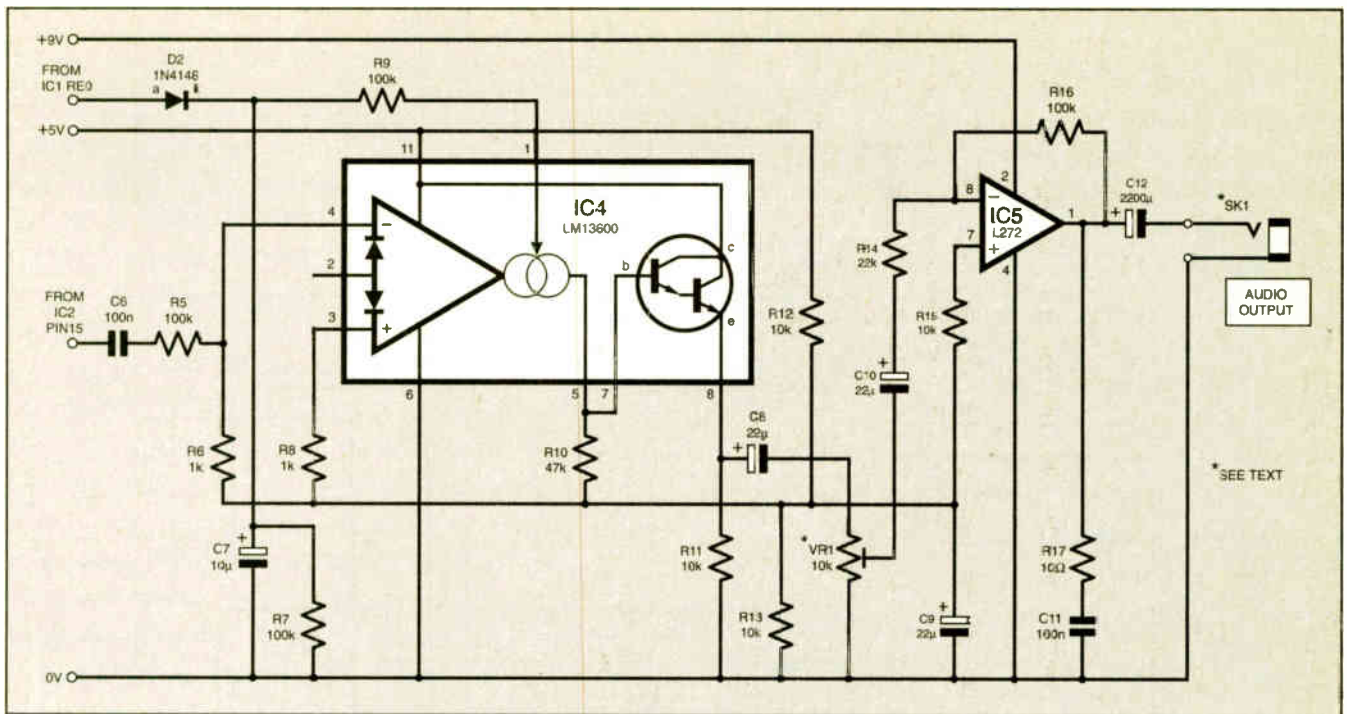 +9V
FROM
IC1 RE0
D2
1N4148
a
k
R9
100k
+5V
11
1
IC4
LM13600
4
−
2
3
+
b
c
e
6
5
7
8
FROM
IC2
PIN15
C6
100n
R5
100k
R6
1k
R8
1k
R10
47k
C8
22µ
+
R12
10k
R14
22k
C10
22µ
+
R15
10k
R16
100k
8
−
7
+
2
IC5
L272
1
4
C12
2200µ
+
*SK1
AUDIO
OUTPUT
*SEE TEXT
C7
10µ
+
R7
100k
R11
10k
*VR1
10k
R13
10k
C9
22µ
+
R17
10Ω
C11
100n
0V